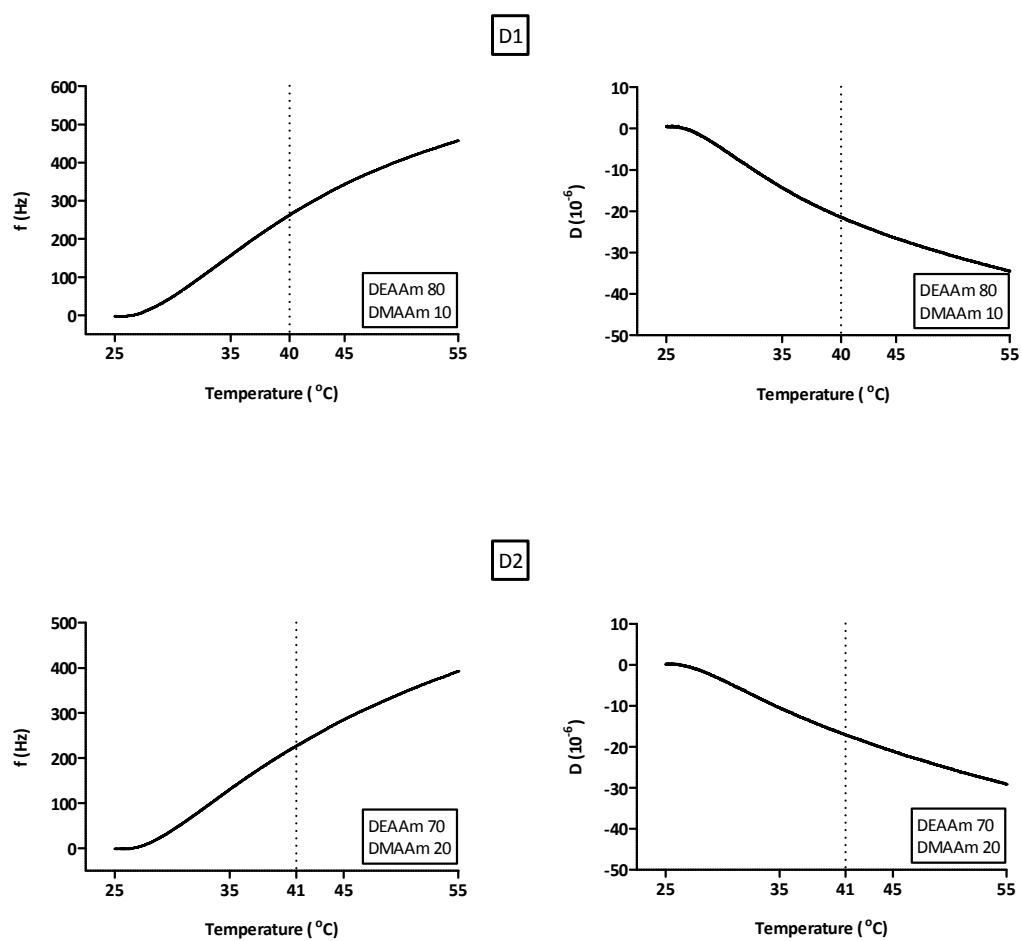 D1
600
500
400
300
200
100
0
f (Hz)
25 35 40 45 55
Temperature ( °C)
DEAAm 80
DMAAm 10
10
0
-10
-20
-30
-40
-50
D (10⁻⁶)
25 35 40 45 55
Temperature ( °C)
DEAAm 80
DMAAm 10
D2
500
400
300
200
100
0
f (Hz)
25 35 41 45 55
Temperature ( °C)
DEAAm 70
DMAAm 20
10
0
-10
-20
-30
-40
-50
D (10⁻⁶)
25 35 41 45 55
Temperature ( °C)
DEAAm 70
DMAAm 20